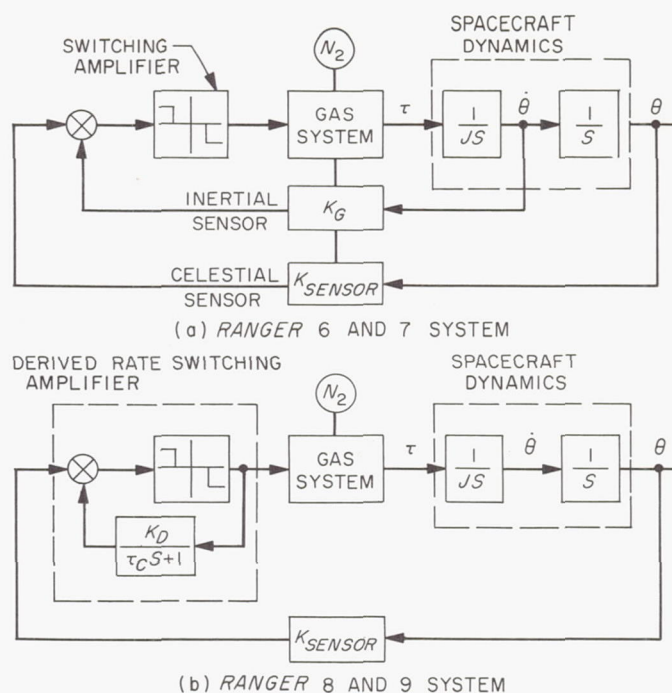 SWITCHING
AMPLIFIER
N2
SPACECRAFT
DYNAMICS
GAS
SYSTEM
τ
1
JS
θ̇
1
S
θ
INERTIAL
SENSOR
KG
CELESTIAL
SENSOR
KSENSOR
(a) RANGER 6 AND 7 SYSTEM
DERIVED RATE SWITCHING
AMPLIFIER
N2
SPACECRAFT
DYNAMICS
GAS
SYSTEM
τ
1
JS
θ̇
1
S
θ
KD
τCS+1
KSENSOR
(b) RANGER 8 AND 9 SYSTEM